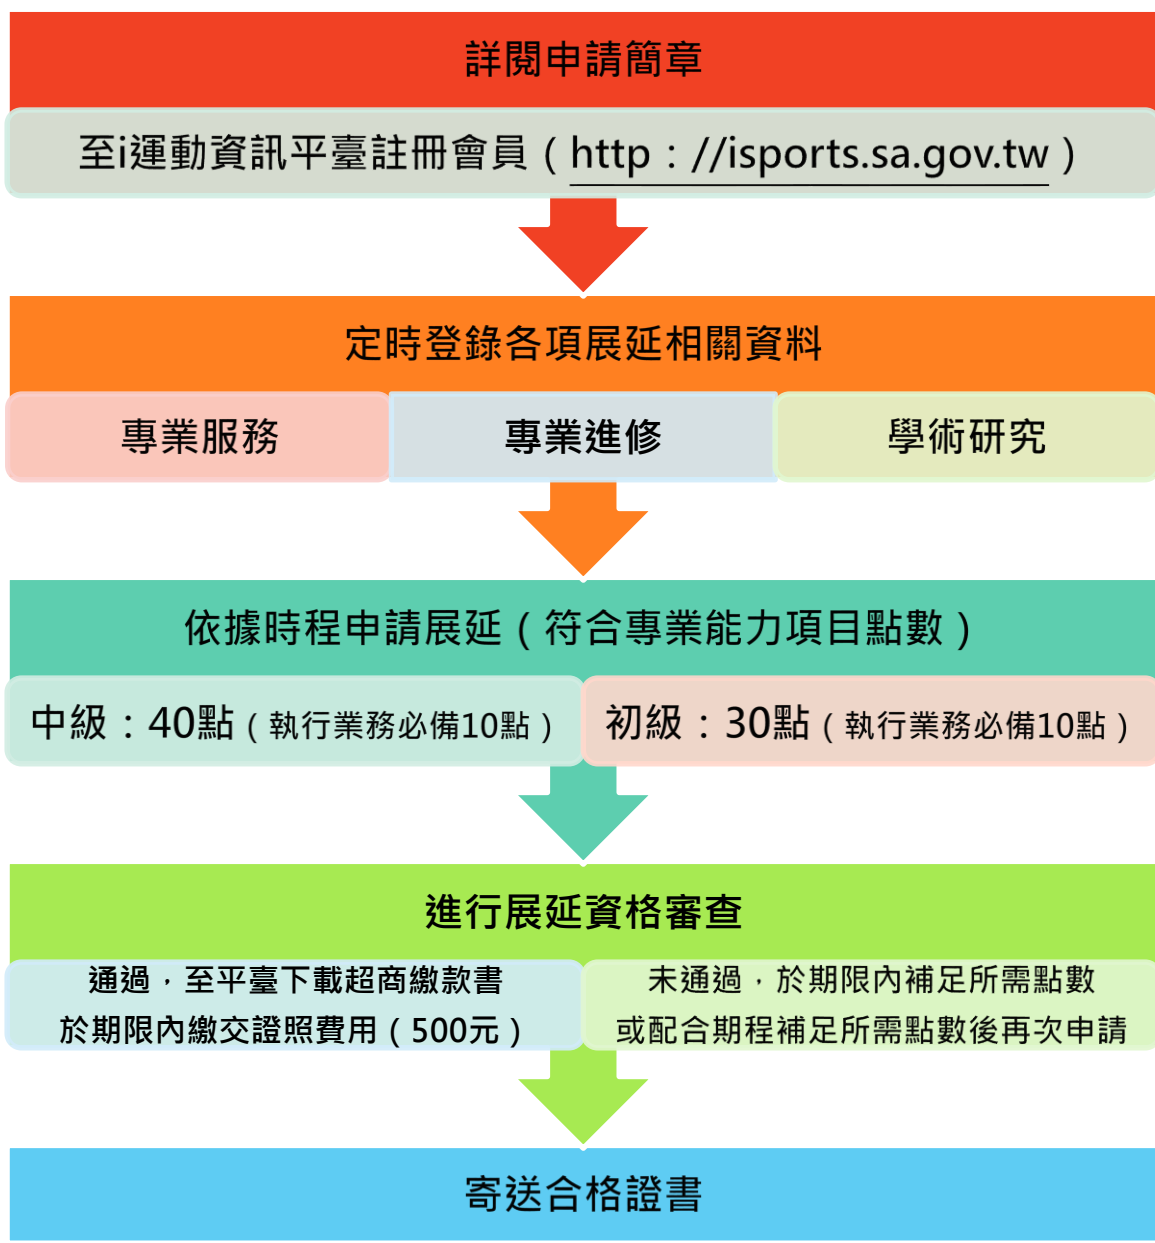 詳閱申請簡章
至i運動資訊平臺註冊會員（http：//isports.sa.gov.tw）
定時登錄各項展延相關資料
專業服務
專業進修
學術研究
依據時程申請展延（符合專業能力項目點數）
中級：40點（執行業務必備10點）
初級：30點（執行業務必備10點）
進行展延資格審查
通過，至平臺下載超商繳款書
於期限內繳交證照費用（500元）
未通過，於期限內補足所需點數
或配合期程補足所需點數後再次申請
寄送合格證書